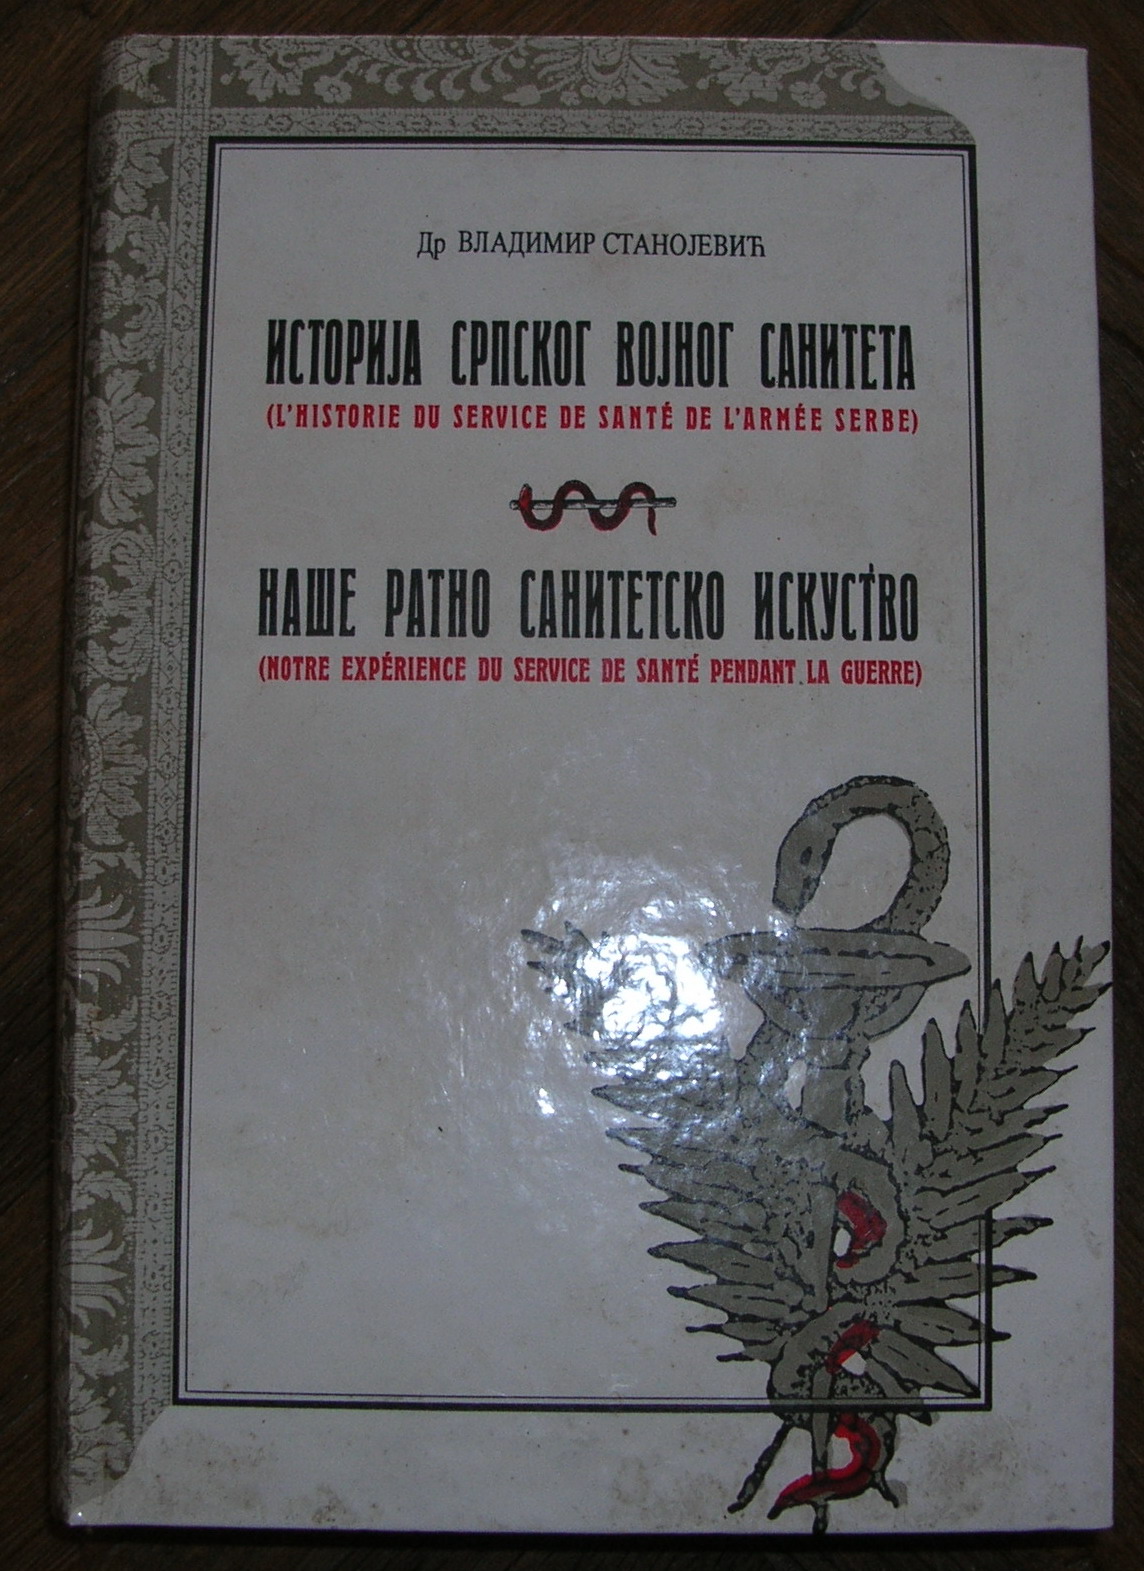 Др ВЛАДИМИР СТАНОЈЕВИЋ
ИСТОРИЈА СРПСКОГ ВОЈНОГ САНИТЕТА
(L'HISTORIE DU SERVICE DE SANTÉ DE L'ARMÉE SERBE)
НАШЕ РАТНО САНИТЕТСКО ИСКУСТВО
(NOTRE EXPÉRIENCE DU SERVICE DE SANTÉ PENDANT LA GUERRE)